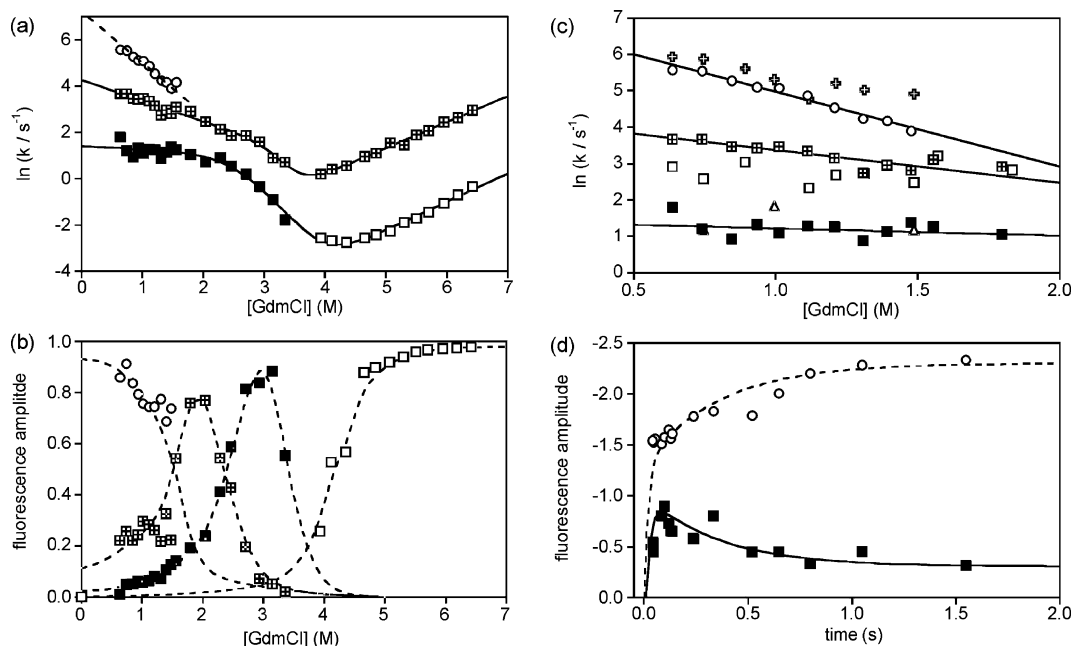 (a)
6
4
2
0
-2
-4
ln (k / s⁻¹)
0 1 2 3 4 5 6 7
[GdmCl] (M)
(c)
7
6
5
4
3
2
1
0
ln (k / s⁻¹)
0.5 1.0 1.5 2.0
[GdmCl] (M)
(b)
1.0
0.8
0.6
0.4
0.2
0.0
fluorescence amplitde
0 1 2 3 4 5 6 7
[GdmCl] (M)
(d)
-2.5
-2.0
-1.5
-1.0
-0.5
-0.0
fluorescence amplitude
0.0 0.5 1.0 1.5 2.0
time (s)